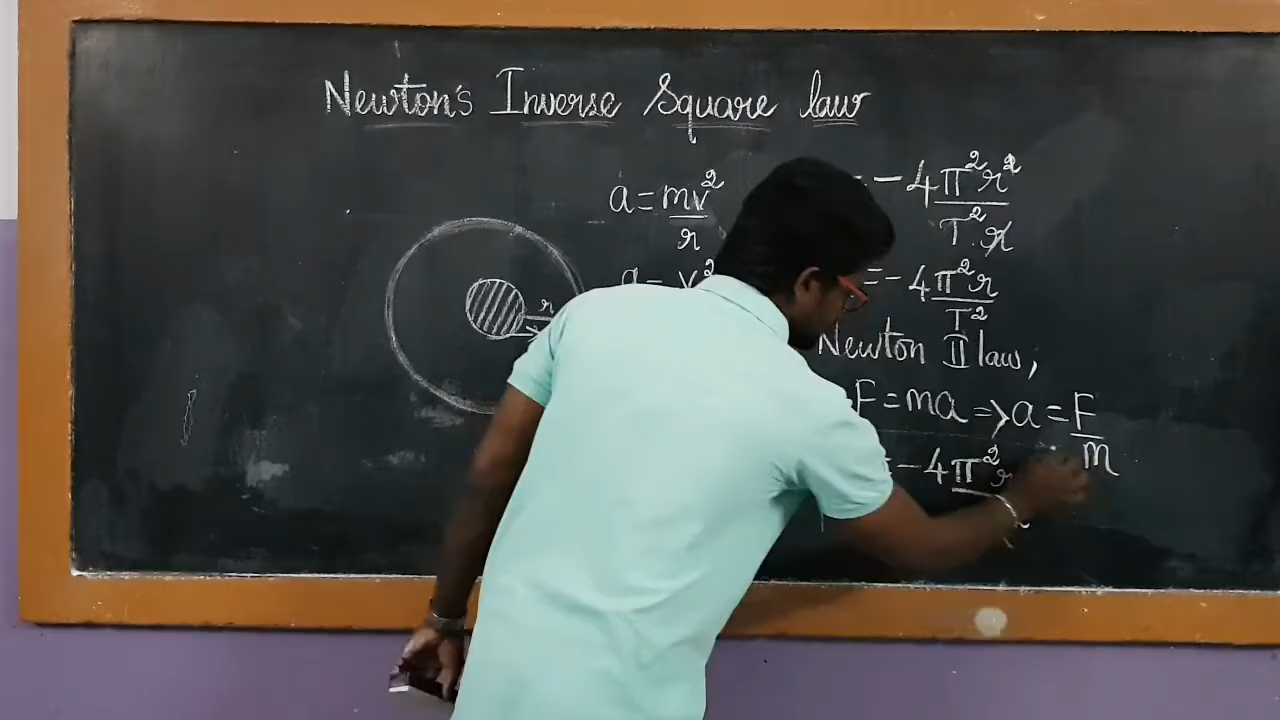 Newton's Inverse Square law
a = mv²/r
a = v²
r
= -4π²r²/T².r
= -4π²r/T²
Newton II law,
F = ma => a = F/m
= -4π²r